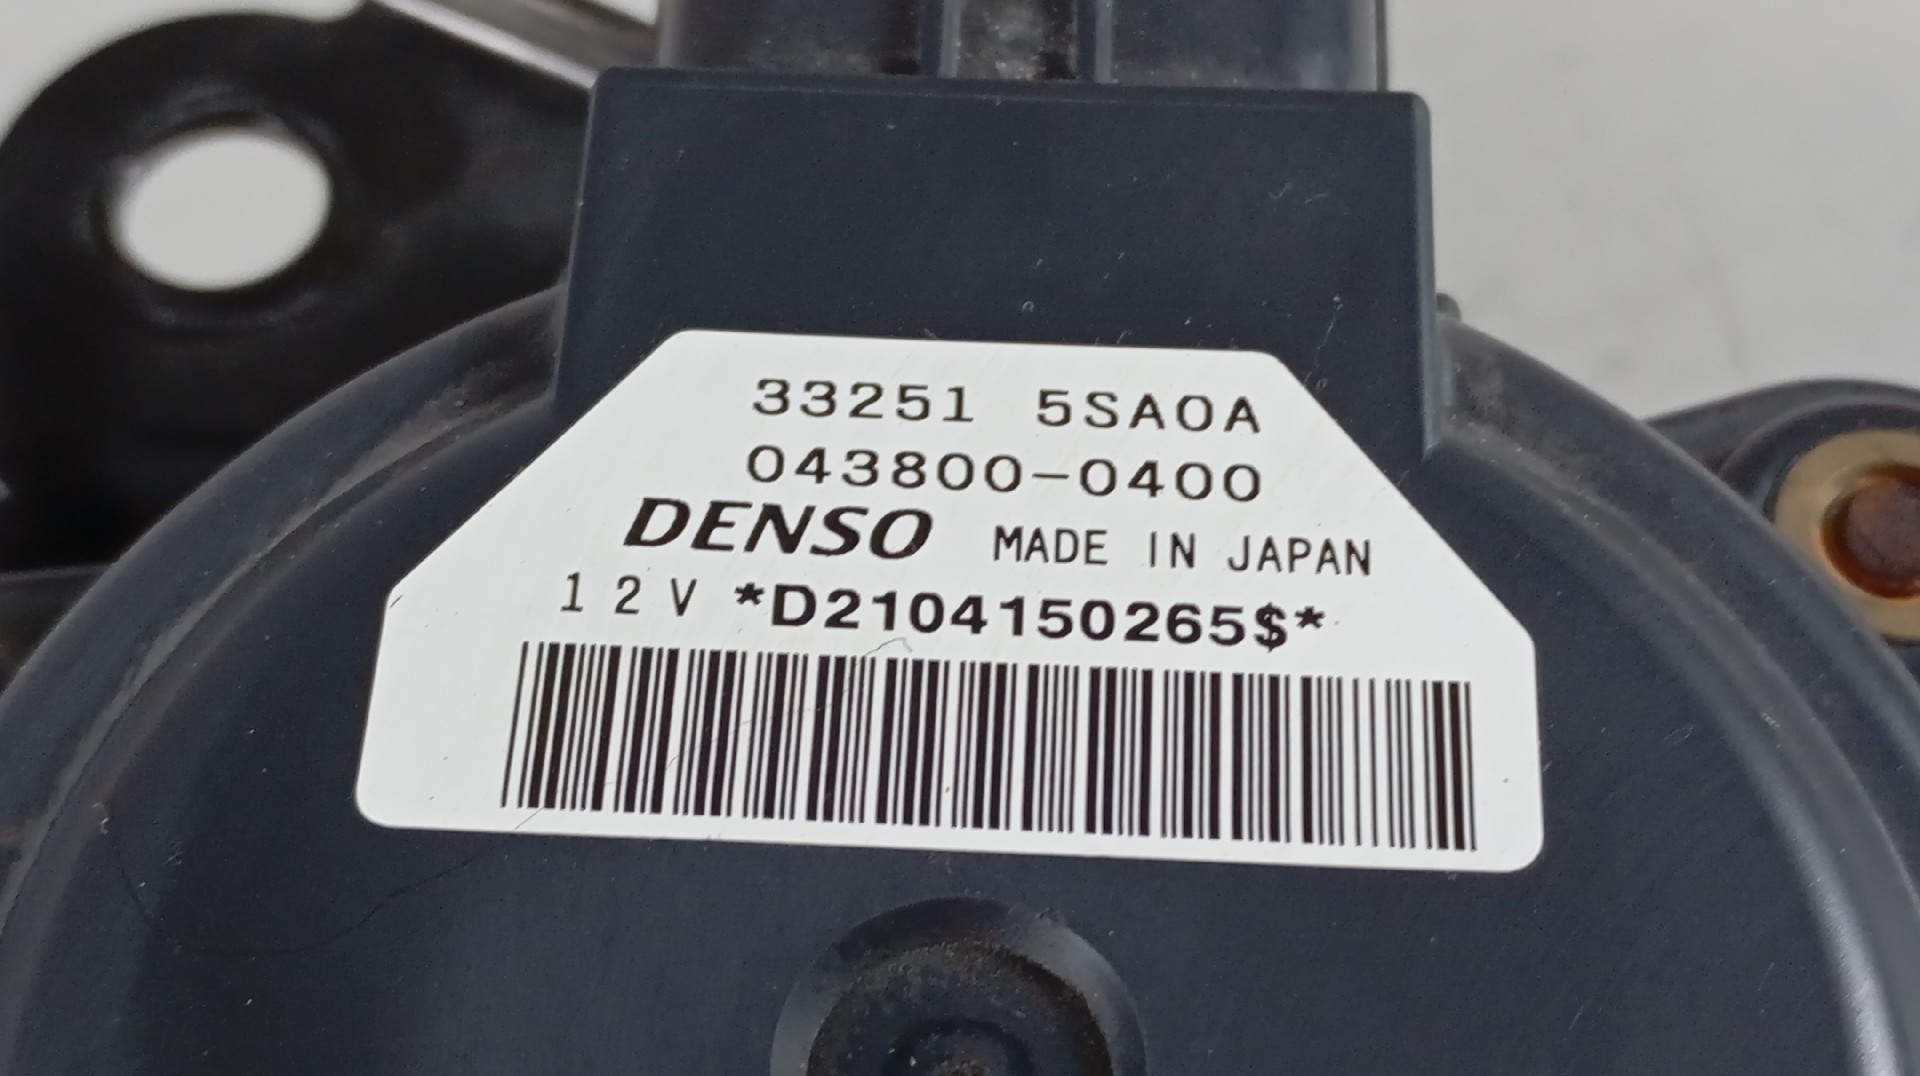 33251 5SA0A
043800-0400
DENSO MADE IN JAPAN
12V *D2104150265$*